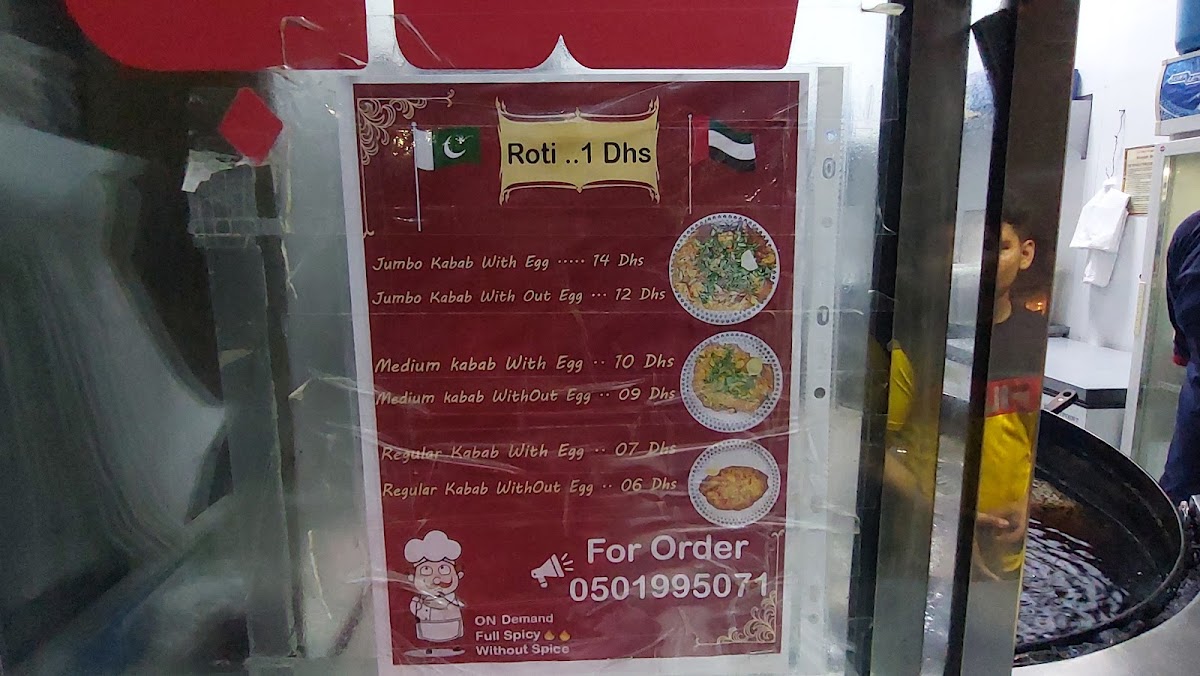 Roti ..1 Dhs
Jumbo Kabab With Egg ····· 14 Dhs
Jumbo Kabab With Out Egg ··· 12 Dhs
Medium kabab With Egg ·· 10 Dhs
Medium kabab WithOut Egg ·· 09 Dhs
Regular Kabab With Egg ·· 07 Dhs
Regular Kabab WithOut Egg ·· 06 Dhs
For Order
0501995071
ON Demand
Full Spicy🔥🔥
Without Spice